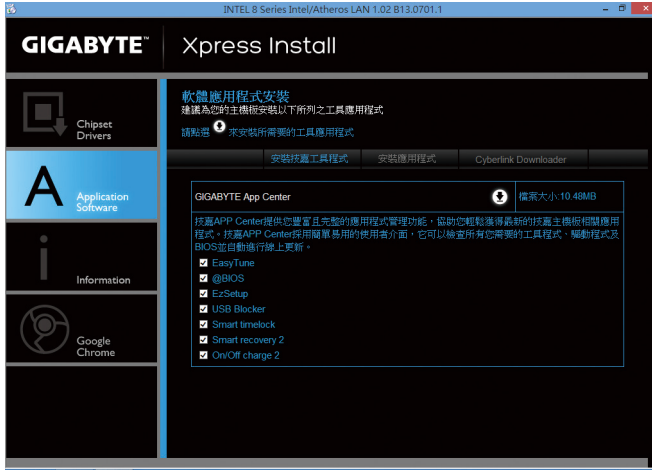 INTEL 8 Series Intel/Atheros LAN 1.02 B13.0701.1
GIGABYTE™
Xpress Install
Chipset
Drivers
Application
Software
Information
Google
Chrome
軟體應用程式安裝
建議為您的主機板安裝以下所列之工具應用程式
請點選 來安裝所需要的工具應用程式
安裝技嘉工具程式
安裝應用程式
Cyberlink Downloader
GIGABYTE App Center
檔案大小:10.48MB
技嘉APP Center提供您豐富且完整的應用程式管理功能，協助您輕鬆獲得最新的技嘉主機板相關應用
程式。技嘉APP Center採用簡單易用的使用者介面，它可以檢查所有您需要的工具程式、驅動程式及
BIOS並自動進行線上更新。
EasyTune
@BIOS
EzSetup
USB Blocker
Smart timelock
Smart recovery 2
On/Off charge 2